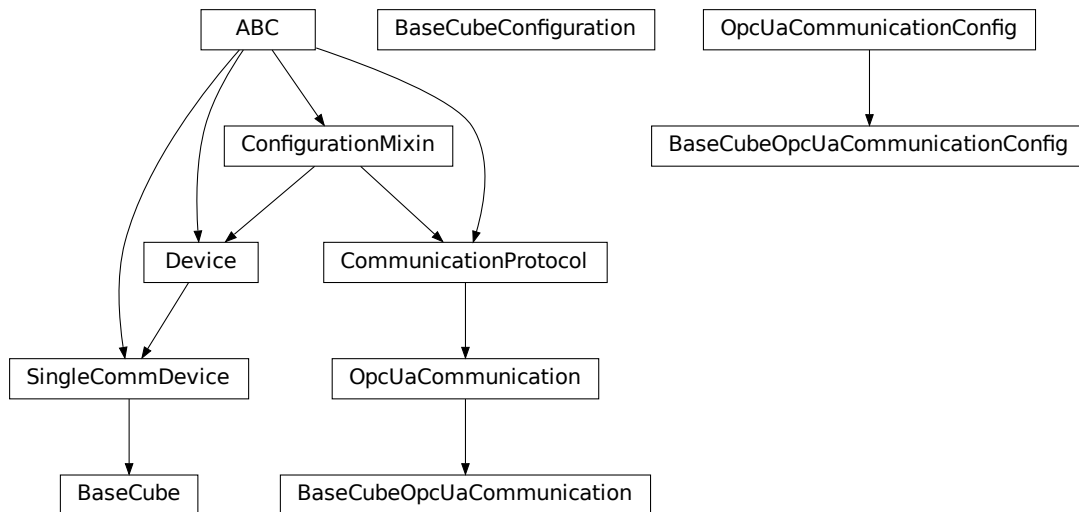 ABC
BaseCubeConfiguration
OpcUaCommunicationConfig
ConfigurationMixin
BaseCubeOpcUaCommunicationConfig
Device
CommunicationProtocol
SingleCommDevice
OpcUaCommunication
BaseCube
BaseCubeOpcUaCommunication